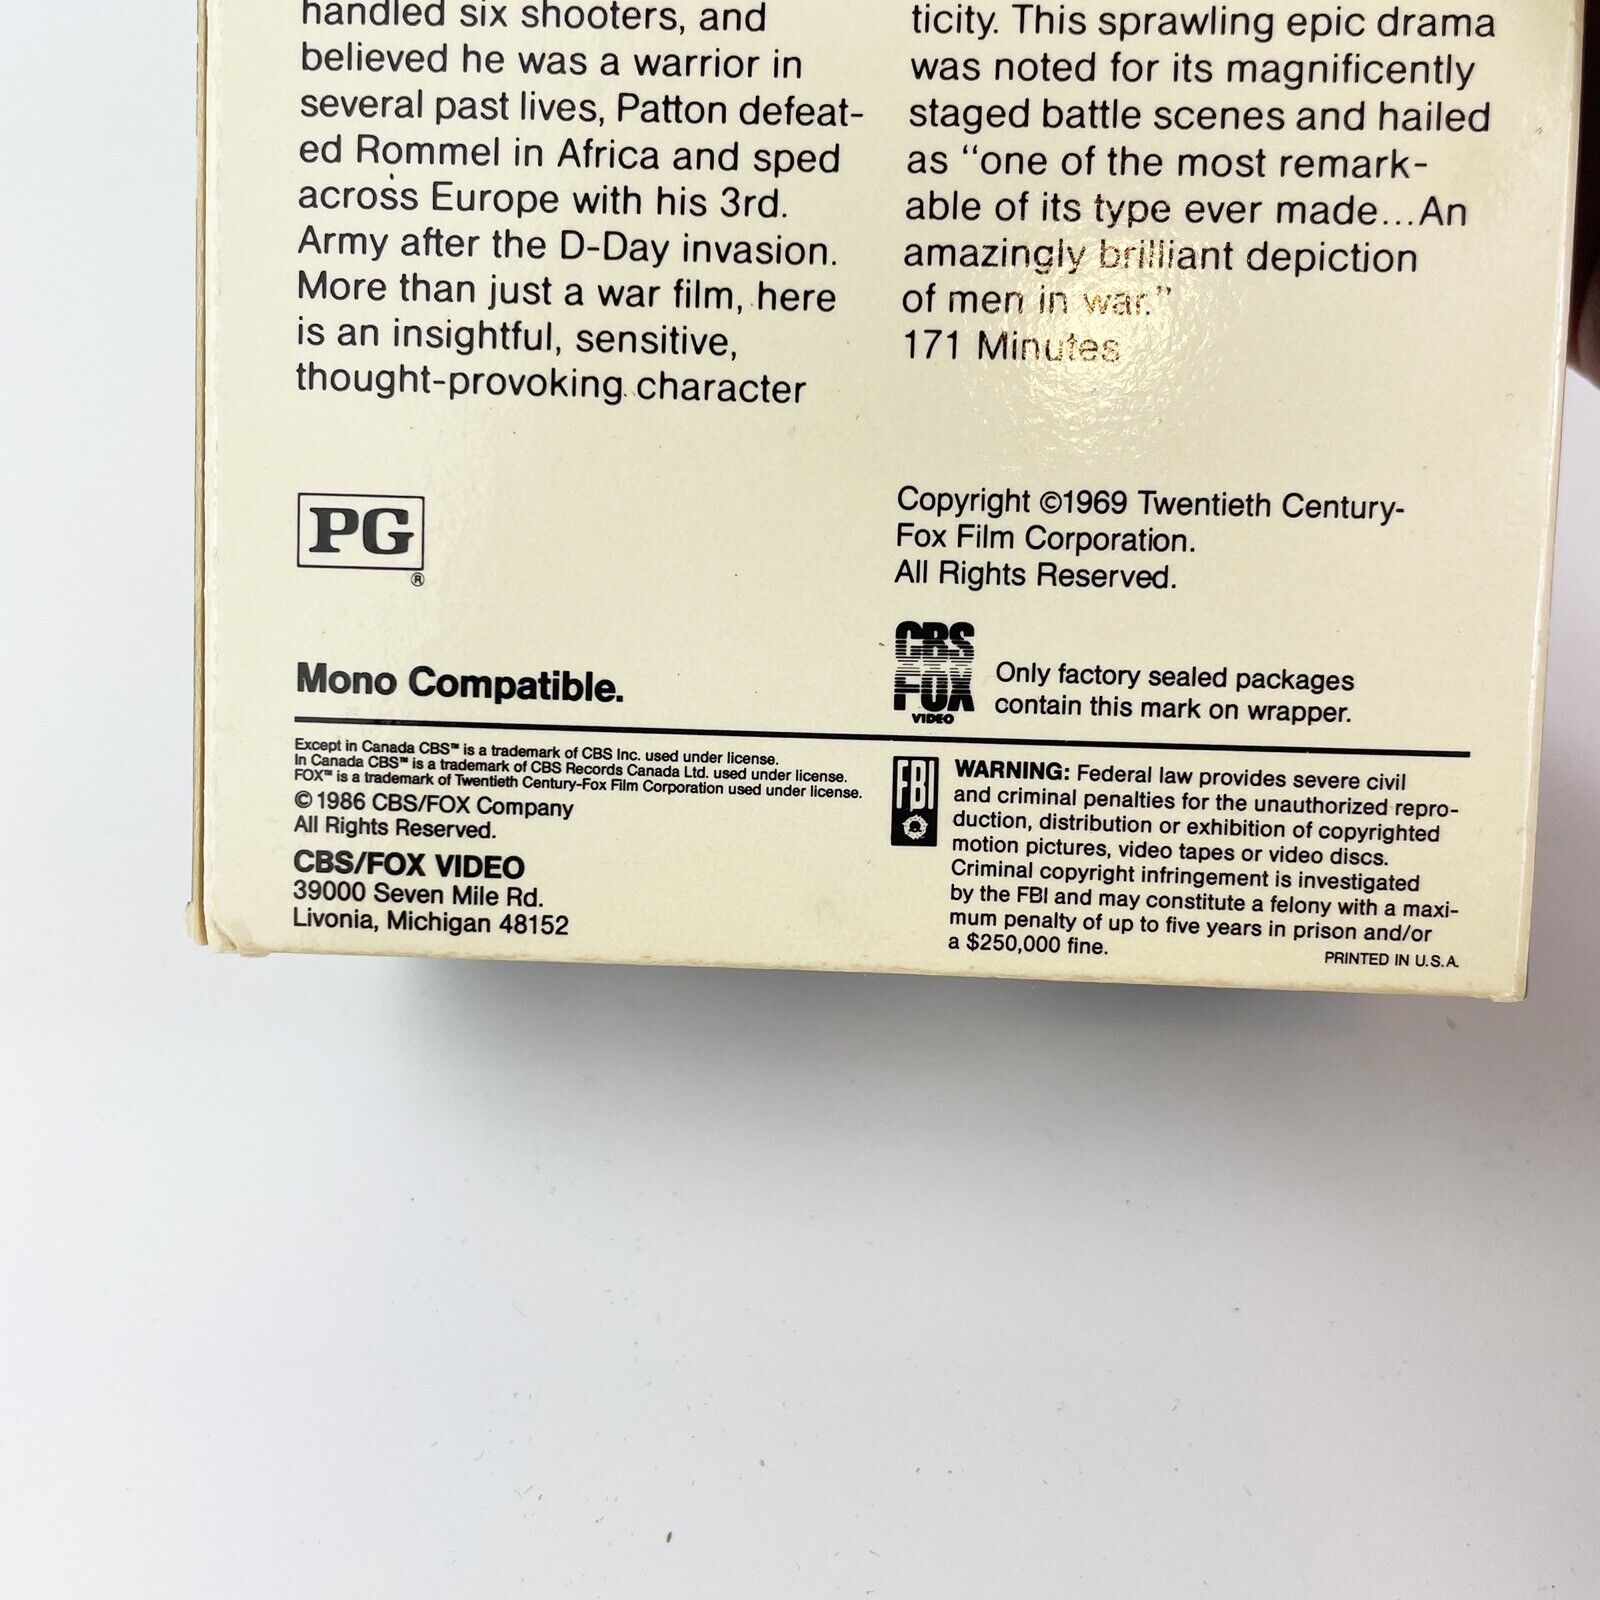 handled six shooters, and
believed he was a warrior in
several past lives, Patton defeat-
ed Rommel in Africa and sped
across Europe with his 3rd.
Army after the D-Day invasion.
More than just a war film, here
is an insightful, sensitive,
thought-provoking character
ticity. This sprawling epic drama
was noted for its magnificently
staged battle scenes and hailed
as "one of the most remark-
able of its type ever made...An
amazingly brilliant depiction
of men in war."
171 Minutes
PG
®
Copyright ©1969 Twentieth Century-
Fox Film Corporation.
All Rights Reserved.
Mono Compatible.
CBS
FOX
VIDEO
Only factory sealed packages
contain this mark on wrapper.
Except in Canada CBS™ is a trademark of CBS Inc. used under license.
In Canada CBS™ is a trademark of CBS Records Canada Ltd. used under license.
FOX™ is a trademark of Twentieth Century-Fox Film Corporation used under license.
© 1986 CBS/FOX Company
All Rights Reserved.
CBS/FOX VIDEO
39000 Seven Mile Rd.
Livonia, Michigan 48152
FBI
WARNING: Federal law provides severe civil
and criminal penalties for the unauthorized repro-
duction, distribution or exhibition of copyrighted
motion pictures, video tapes or video discs.
Criminal copyright infringement is investigated
by the FBI and may constitute a felony with a maxi-
mum penalty of up to five years in prison and/or
a $250,000 fine.
PRINTED IN U.S.A.